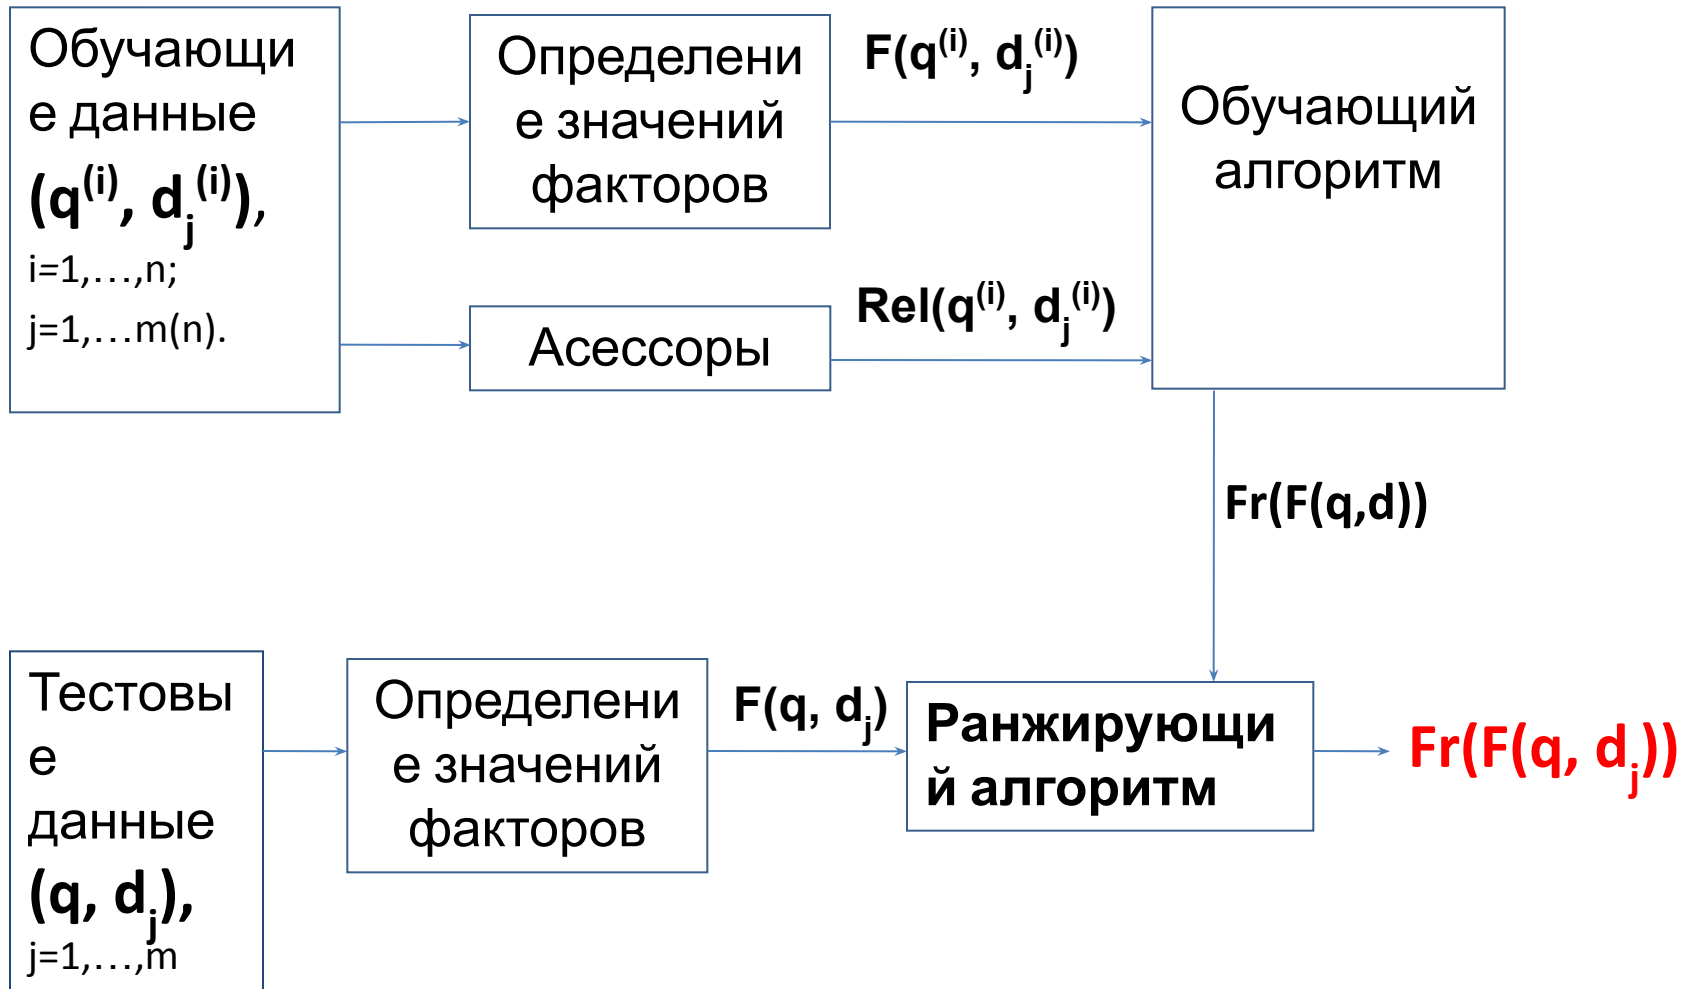 Обучающи
е данные
(q⁽ⁱ⁾, dⱼ⁽ⁱ⁾),
i=1,…,n;
j=1,…m(n).
Определени
е значений
факторов
F(q⁽ⁱ⁾, dⱼ⁽ⁱ⁾)
Обучающий
алгоритм
Асессоры
Rel(q⁽ⁱ⁾, dⱼ⁽ⁱ⁾)
Fr(F(q,d))
Тестовы
е
данные
(q, dⱼ),
j=1,…,m
Определени
е значений
факторов
F(q, dⱼ)
Ранжирующи
й алгоритм
Fr(F(q, dⱼ))